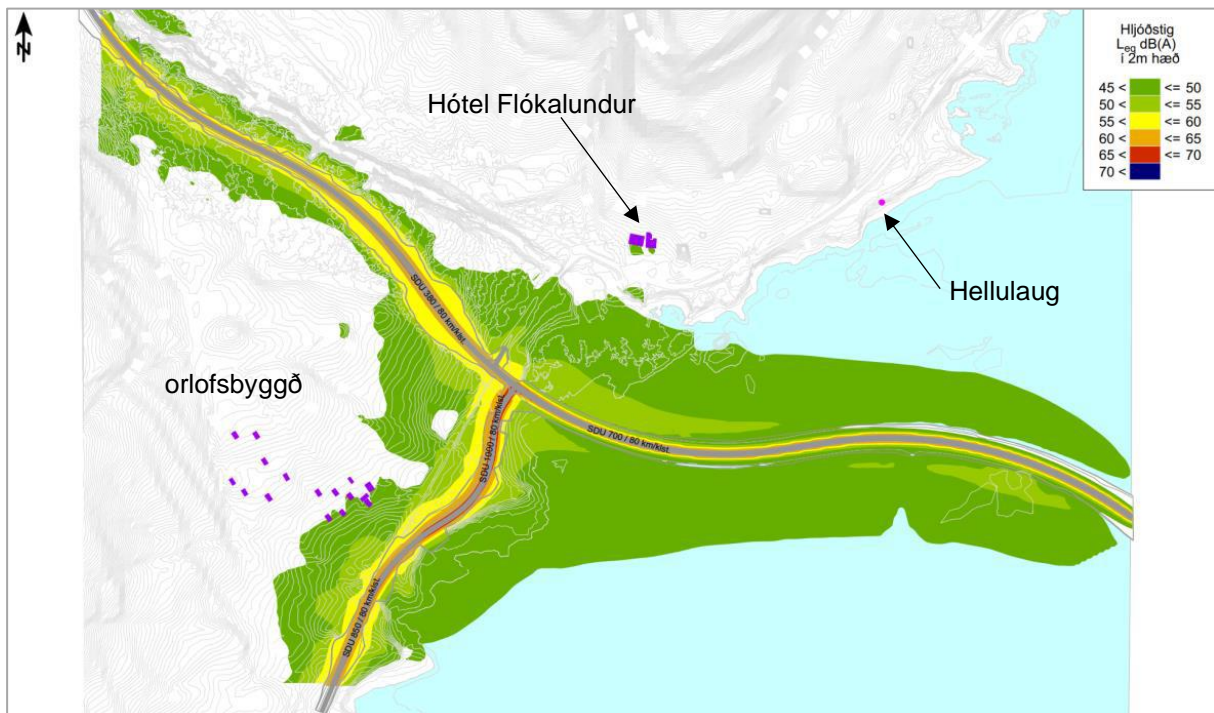 N
Hljóðstig
Leq dB(A)
í 2m hæð
45 < <= 50
50 < <= 55
55 < <= 60
60 < <= 65
65 < <= 70
70 <
Hótel Flókalundur
Hellulaug
orlofsbyggð
SDU 380 / 80 km/klst.
SDU 1000 / 80 km/klst.
SDU 700 / 80 km/klst.
SDU 850 / 80 km/klst.